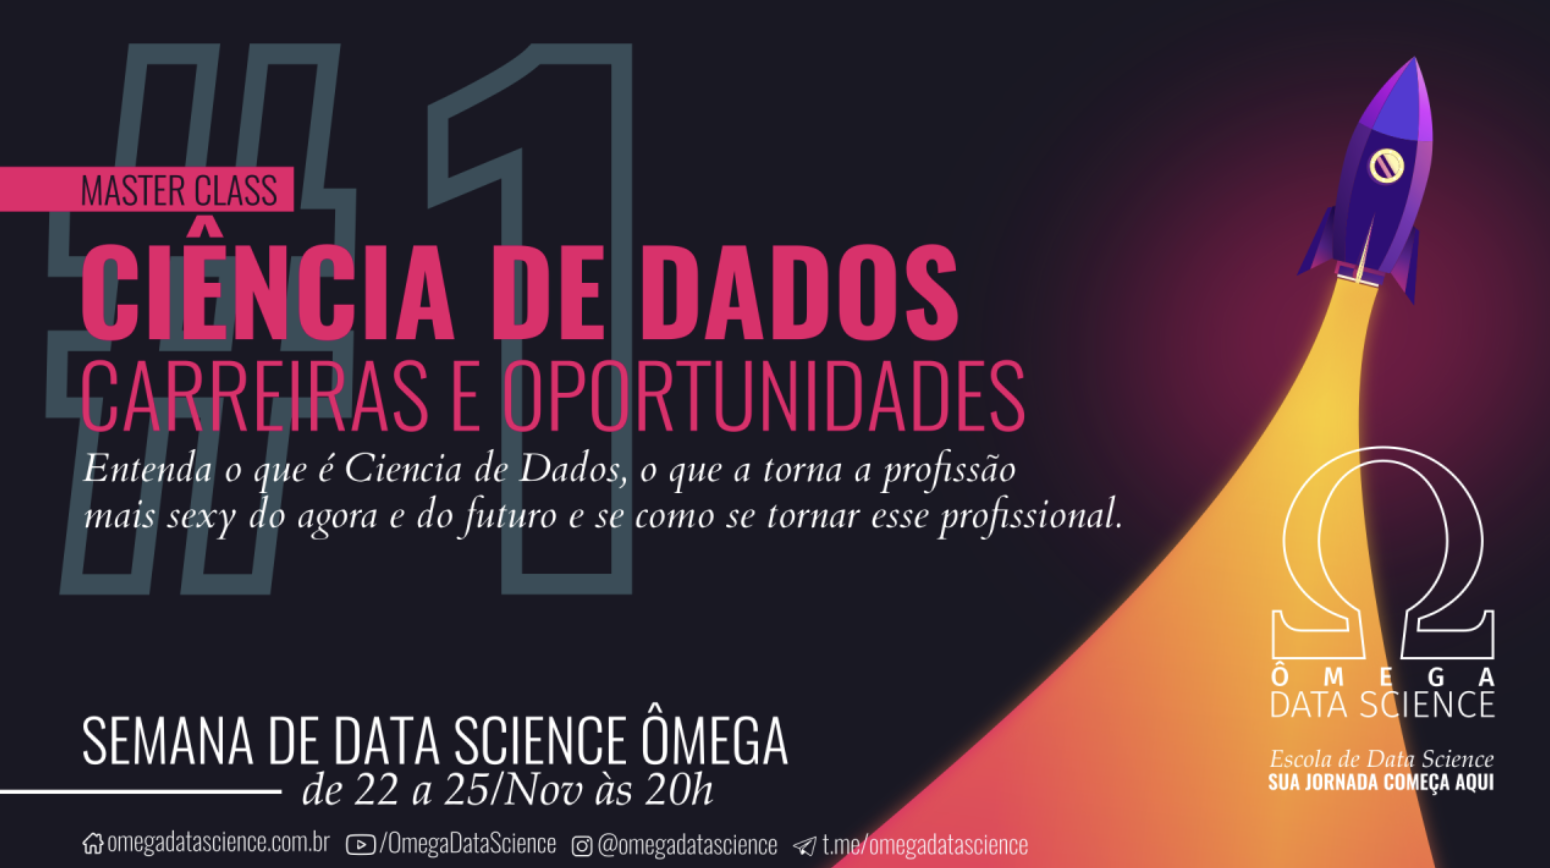 #1
MASTER CLASS
CIÊNCIA DE DADOS
CARREIRAS E OPORTUNIDADES
Entenda o que é Ciencia de Dados, o que a torna a profissão
mais sexy do agora e do futuro e se como se tornar esse profissional.
SEMANA DE DATA SCIENCE ÔMEGA
de 22 a 25/Nov às 20h
omegadatascience.com.br /OmegaDataScience @omegadatascience t.me/omegadatascience
Ω
ÔMEGA
DATA SCIENCE
Escola de Data Science
SUA JORNADA COMEÇA AQUI